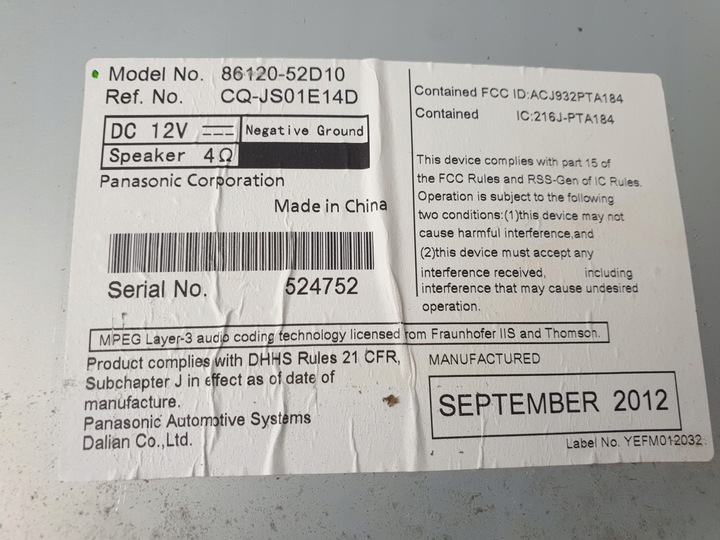 Model No. 86120-52D10
Ref. No. CQ-JS01E14D
DC 12V Negative Ground
Speaker 4Ω
Panasonic Corporation
Made in China
Serial No. 524752
Contained FCC ID:ACJ932PTA184
Contained IC:216J-PTA184
This device complies with part 15 of
the FCC Rules and RSS-Gen of IC Rules.
Operation is subject to the following
two conditions:(1)this device may not
cause harmful interference,and
(2)this device must accept any
interference received, including
interference that may cause undesired
operation.
MPEG Layer-3 audio coding technology licensed rom Fraunhofer IIS and Thomson.
Product complies with DHHS Rules 21 CFR,
Subchapter J in effect as of date of
manufacture.
Panasonic Automotive Systems
Dalian Co.,Ltd.
MANUFACTURED
SEPTEMBER 2012
Label No. YEFM012032